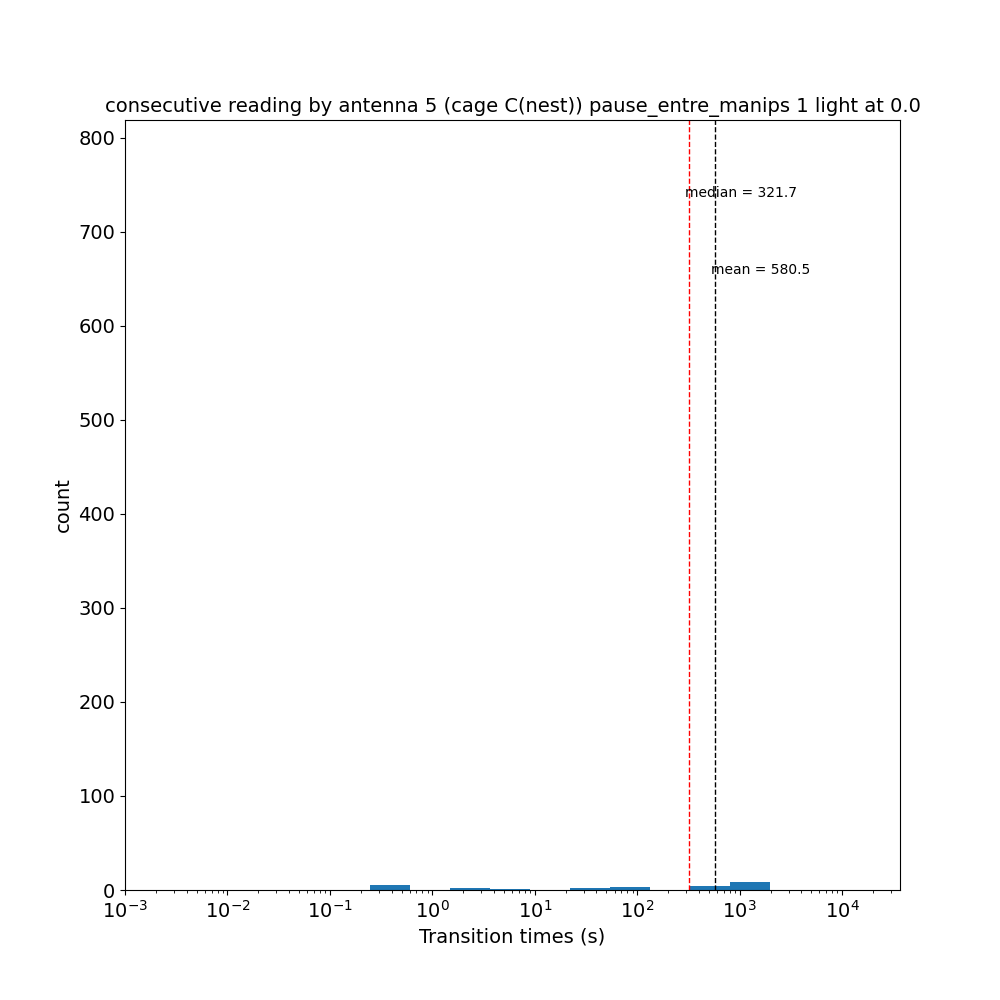 consecutive reading by antenna 5 (cage C(nest)) pause_entre_manips 1 light at 0.0
800
median = 321.7
700
mean = 580.5
600
500
count
400
300
200
100
0
10⁻³ 10⁻² 10⁻¹ 10⁰ 10¹ 10² 10³ 10⁴
Transition times (s)